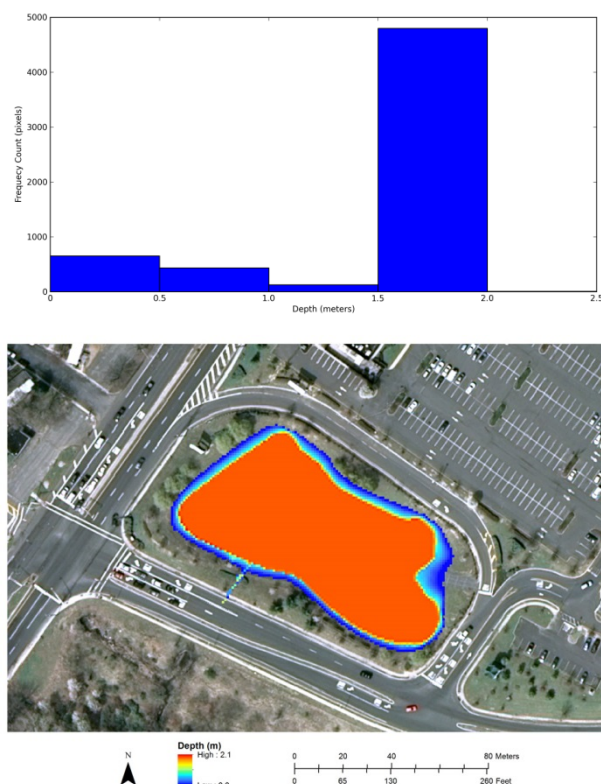 5000
4000
3000
2000
1000
0
Frequecy Count (pixels)
0 0.5 1.0 1.5 2.0 2.5
Depth (meters)
N
Depth (m)
High : 2.1
0 20 40 80 Meters
0 65 130 260 Feet